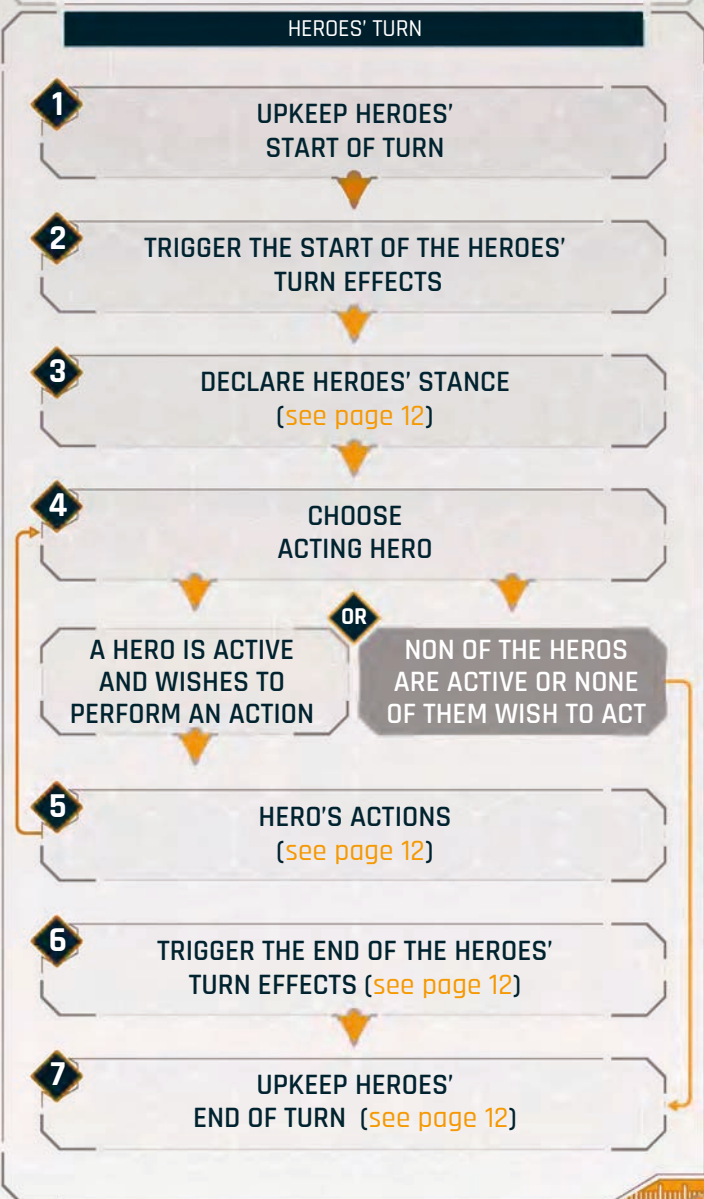 HEROES' TURN
1
UPKEEP HEROES'
START OF TURN
2
TRIGGER THE START OF THE HEROES'
TURN EFFECTS
3
DECLARE HEROES' STANCE
(see page 12)
4
CHOOSE
ACTING HERO
OR
A HERO IS ACTIVE
AND WISHES TO
PERFORM AN ACTION
NON OF THE HEROS
ARE ACTIVE OR NONE
OF THEM WISH TO ACT
5
HERO'S ACTIONS
(see page 12)
6
TRIGGER THE END OF THE HEROES'
TURN EFFECTS (see page 12)
7
UPKEEP HEROES'
END OF TURN (see page 12)